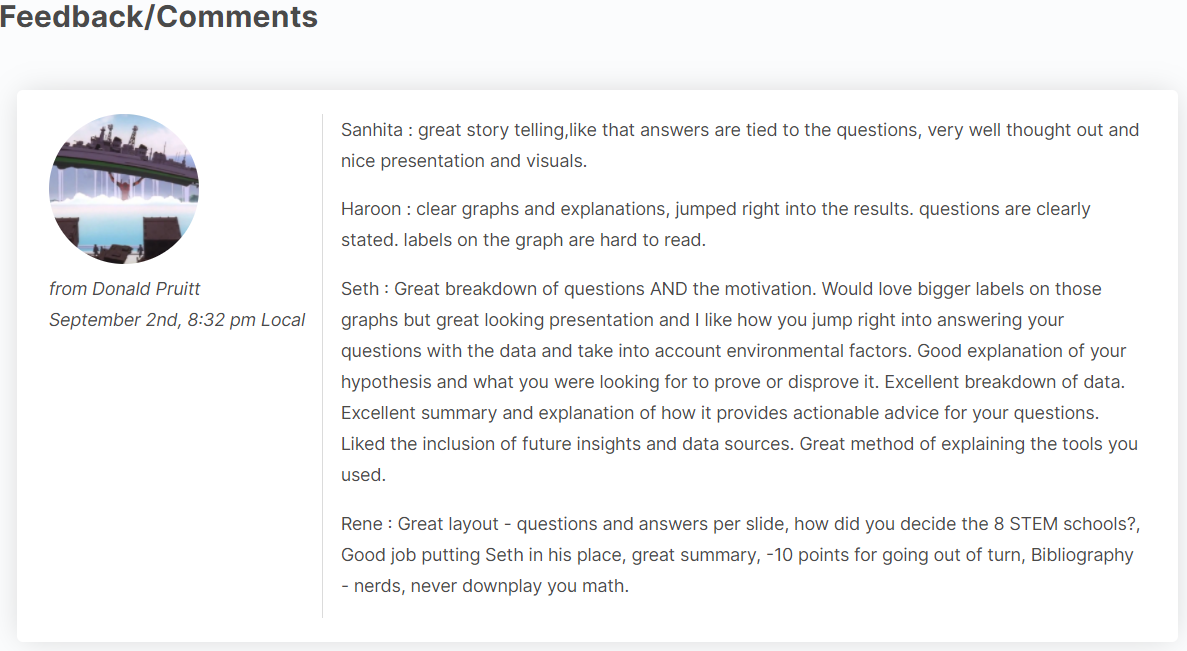 Feedback/Comments
from Donald Pruitt
September 2nd, 8:32 pm Local
Sanhita : great story telling,like that answers are tied to the questions, very well thought out and
nice presentation and visuals.
Haroon : clear graphs and explanations, jumped right into the results. questions are clearly
stated. labels on the graph are hard to read.
Seth : Great breakdown of questions AND the motivation. Would love bigger labels on those
graphs but great looking presentation and I like how you jump right into answering your
questions with the data and take into account environmental factors. Good explanation of your
hypothesis and what you were looking for to prove or disprove it. Excellent breakdown of data.
Excellent summary and explanation of how it provides actionable advice for your questions.
Liked the inclusion of future insights and data sources. Great method of explaining the tools you
used.
Rene : Great layout - questions and answers per slide, how did you decide the 8 STEM schools?,
Good job putting Seth in his place, great summary, -10 points for going out of turn, Bibliography
- nerds, never downplay you math.